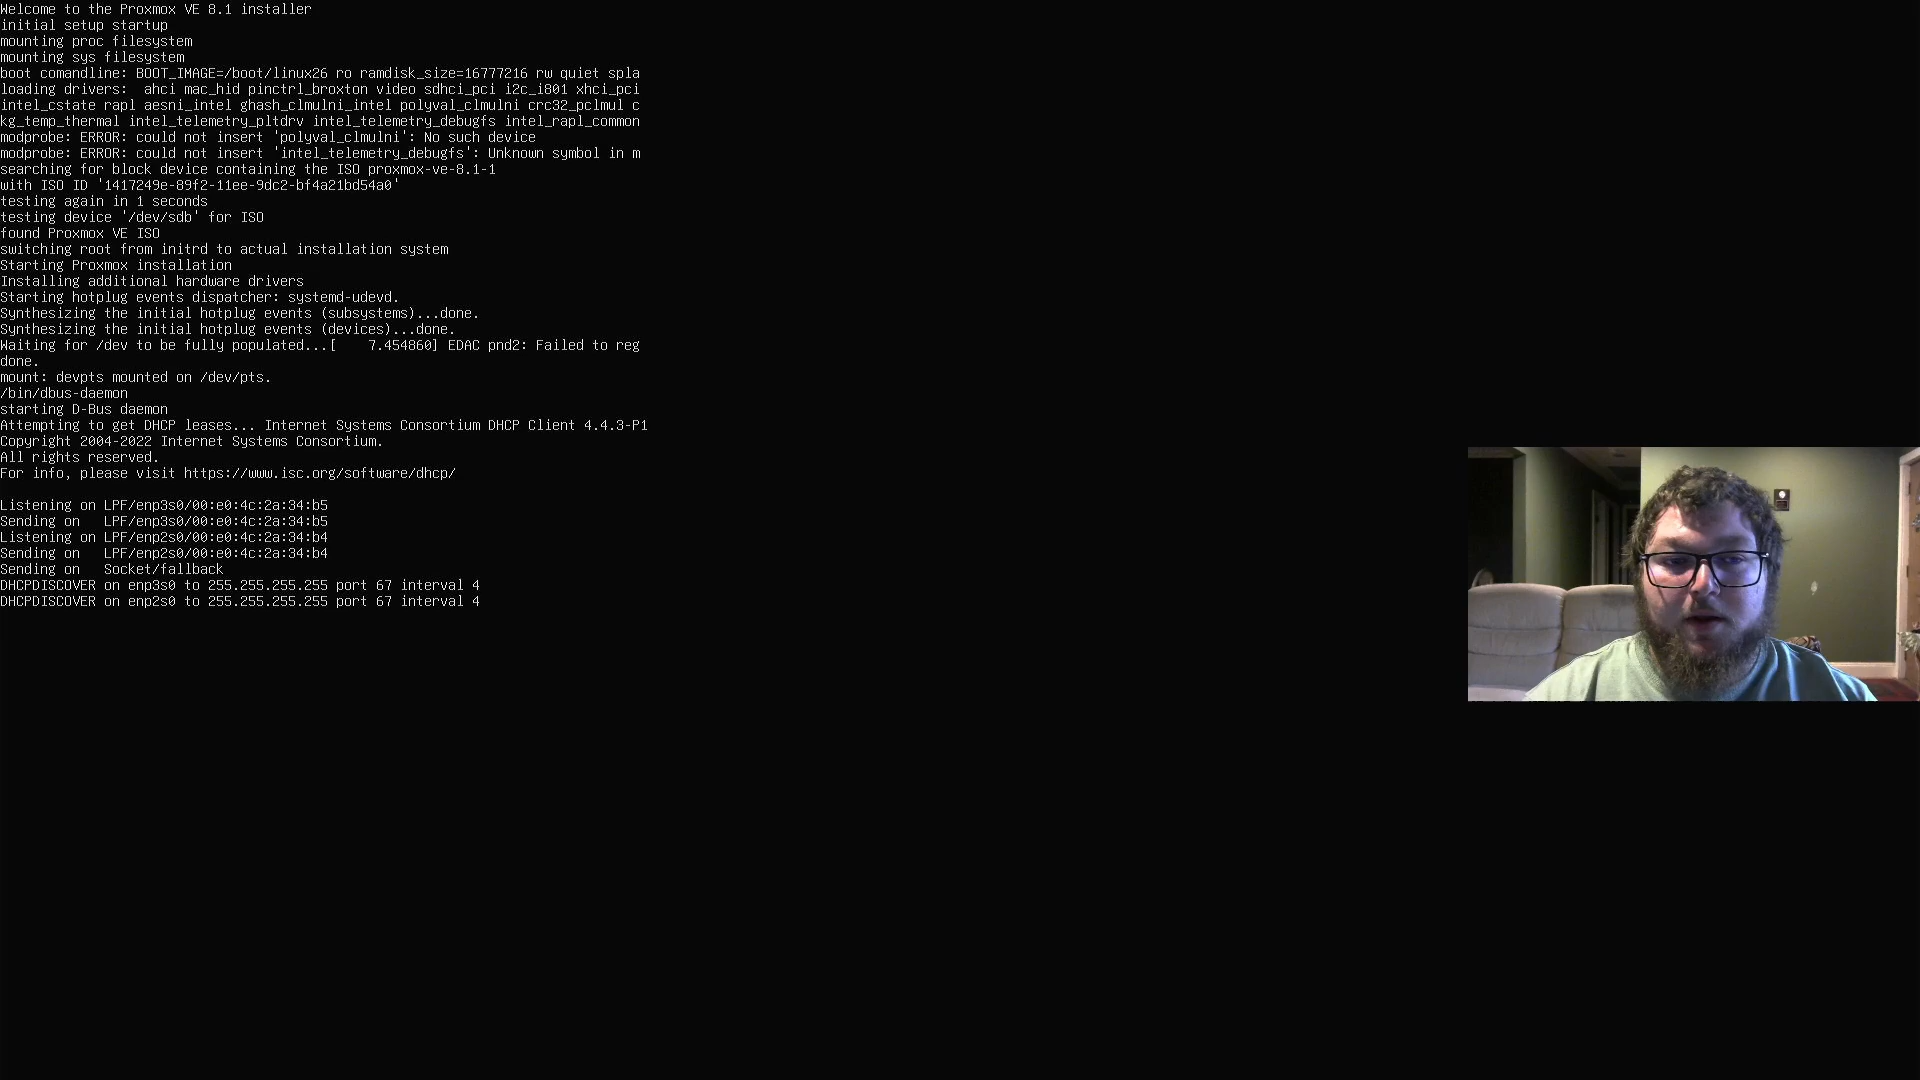 Welcome to the Proxmox VE 8.1 installer
initial setup startup
mounting proc filesystem
mounting sys filesystem
boot comandline: BOOT_IMAGE=/boot/linux26 ro ramdisk_size=16777216 rw quiet spla
loading drivers:  ahci mac_hid pinctrl_broxton video sdhci_pci i2c_i801 xhci_pci
intel_cstate rapl aesni_intel ghash_clmulni_intel polyval_clmulni crc32_pclmul c
kg_temp_thermal intel_telemetry_pltdrv intel_telemetry_debugfs intel_rapl_common
modprobe: ERROR: could not insert 'polyval_clmulni': No such device
modprobe: ERROR: could not insert 'intel_telemetry_debugfs': Unknown symbol in m
searching for block device containing the ISO proxmox-ve-8.1-1
with ISO ID '1417249e-89f2-11ee-9dc2-bf4a21bd54a0'
testing again in 1 seconds
testing device '/dev/sdb' for ISO
found Proxmox VE ISO
switching root from initrd to actual installation system
Starting Proxmox installation
Installing additional hardware drivers
Starting hotplug events dispatcher: systemd-udevd.
Synthesizing the initial hotplug events (subsystems)...done.
Synthesizing the initial hotplug events (devices)...done.
Waiting for /dev to be fully populated...[    7.454860] EDAC pnd2: Failed to reg
done.
mount: devpts mounted on /dev/pts.
/bin/dbus-daemon
starting D-Bus daemon
Attempting to get DHCP leases... Internet Systems Consortium DHCP Client 4.4.3-P1
Copyright 2004-2022 Internet Systems Consortium.
All rights reserved.
For info, please visit https://www.isc.org/software/dhcp/
Listening on LPF/enp3s0/00:e0:4c:2a:34:b5
Sending on   LPF/enp3s0/00:e0:4c:2a:34:b5
Listening on LPF/enp2s0/00:e0:4c:2a:34:b4
Sending on   LPF/enp2s0/00:e0:4c:2a:34:b4
Sending on   Socket/fallback
DHCPDISCOVER on enp3s0 to 255.255.255.255 port 67 interval 4
DHCPDISCOVER on enp2s0 to 255.255.255.255 port 67 interval 4